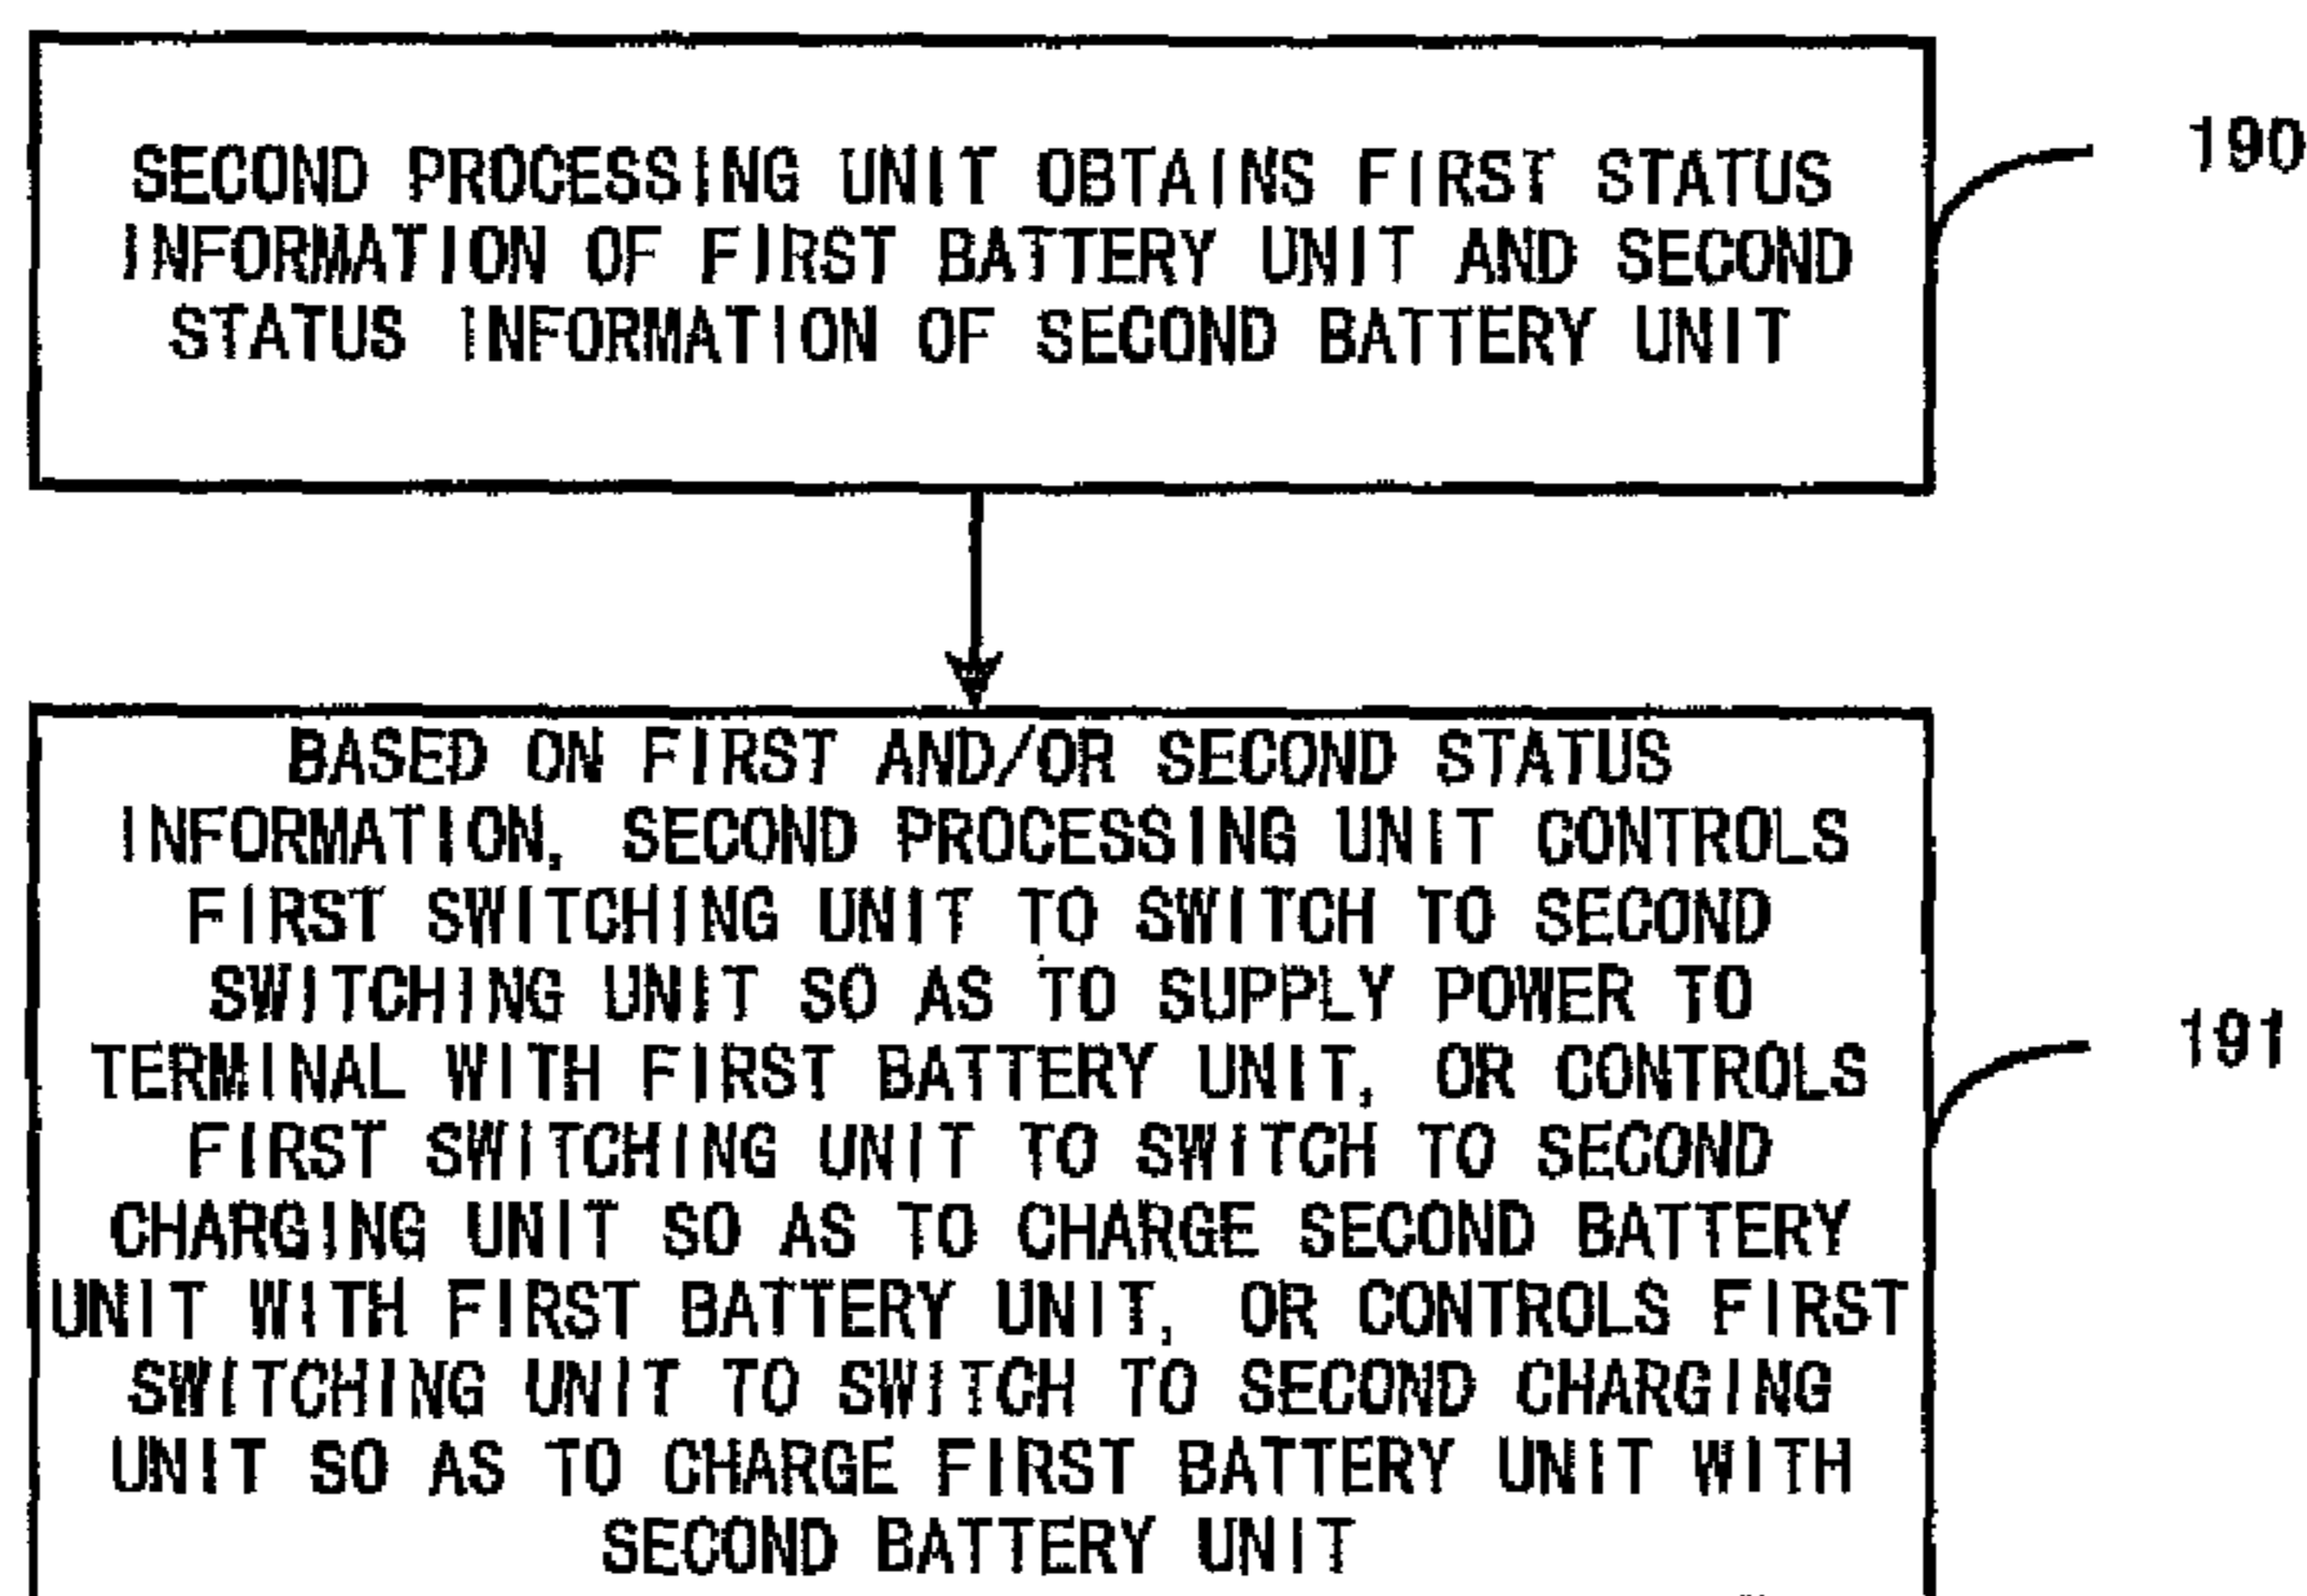 SECOND PROCESSING UNIT OBTAINS FIRST STATUS
INFORMATION OF FIRST BATTERY UNIT AND SECOND
STATUS INFORMATION OF SECOND BATTERY UNIT
190
BASED ON FIRST AND/OR SECOND STATUS
INFORMATION, SECOND PROCESSING UNIT CONTROLS
FIRST SWITCHING UNIT TO SWITCH TO SECOND
SWITCHING UNIT SO AS TO SUPPLY POWER TO
TERMINAL WITH FIRST BATTERY UNIT, OR CONTROLS
FIRST SWITCHING UNIT TO SWITCH TO SECOND
CHARGING UNIT SO AS TO CHARGE SECOND BATTERY
UNIT WITH FIRST BATTERY UNIT, OR CONTROLS FIRST
SWITCHING UNIT TO SWITCH TO SECOND CHARGING
UNIT SO AS TO CHARGE FIRST BATTERY UNIT WITH
SECOND BATTERY UNIT
191